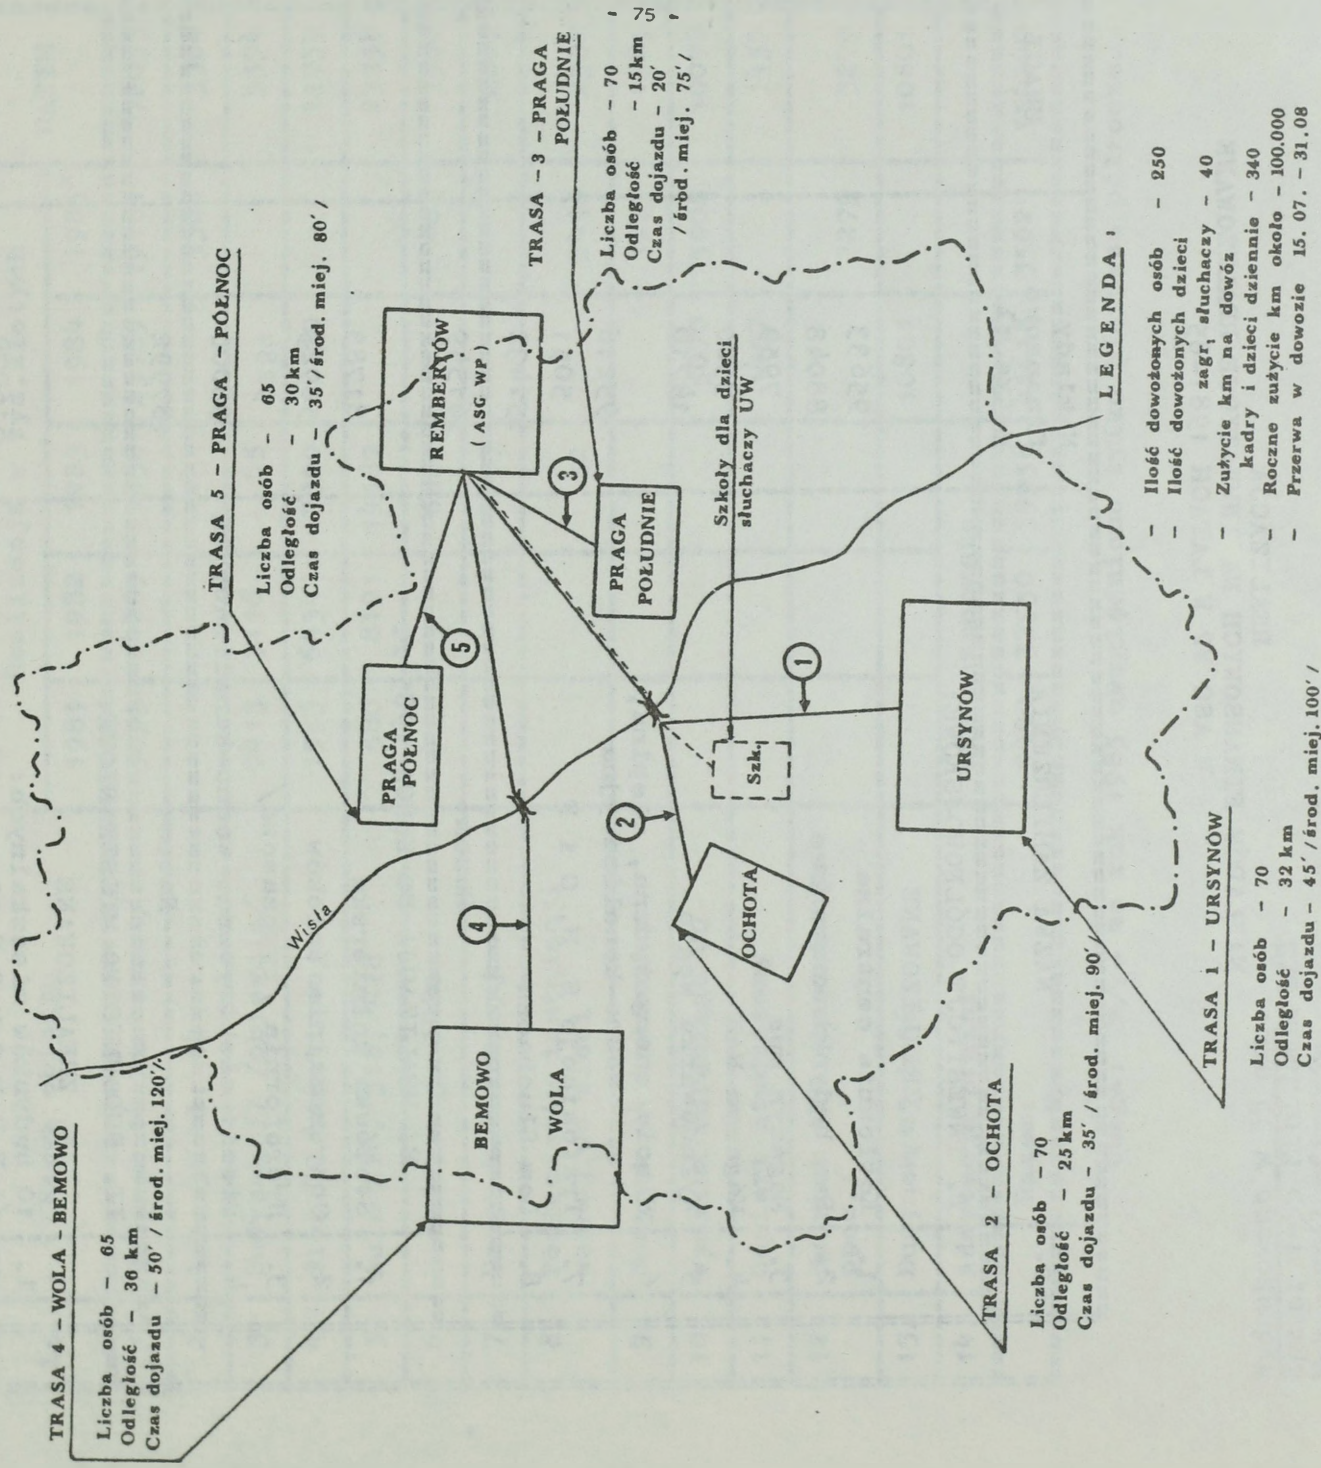 - 75 -
TRASA 4 - WOLA - BEMOWO
Liczba osób - 65
Odległość - 36 km
Czas dojazdu - 50' / środ. miej. 120' /
TRASA 5 - PRAGA - PÓŁNOC
Liczba osób - 65
Odległość - 30 km
Czas dojazdu - 35' / środ. miej. 80' /
TRASA - 3 - PRAGA
POŁUDNIE
Liczba osób - 70
Odległość - 15 km
Czas dojazdu - 20'
/ środ. miej. 75' /
Wisła
PRAGA
PÓŁNOC
REMBERTÓW
( ASG WP )
5
3
4
BEMOWO
WOLA
PRAGA
POŁUDNIE
Szkoły dla dzieci
słuchaczy UW
2
OCHOTA
Szk.
1
URSYNÓW
TRASA 2 - OCHOTA
Liczba osób - 70
Odległość - 25 km
Czas dojazdu - 35' / środ. miej. 90' /
TRASA 1 - URSYNÓW
Liczba osób - 70
Odległość - 32 km
Czas dojazdu - 45' / środ. miej. 100' /
LEGENDA :
- Ilość dowożonych osób - 250
- Ilość dowożonych dzieci
zagr. słuchaczy - 40
- Zużycie km na dowóz
kadry i dzieci dziennie - 340
- Roczne zużycie km około - 100.000
- Przerwa w dowozie 15. 07. - 31. 08